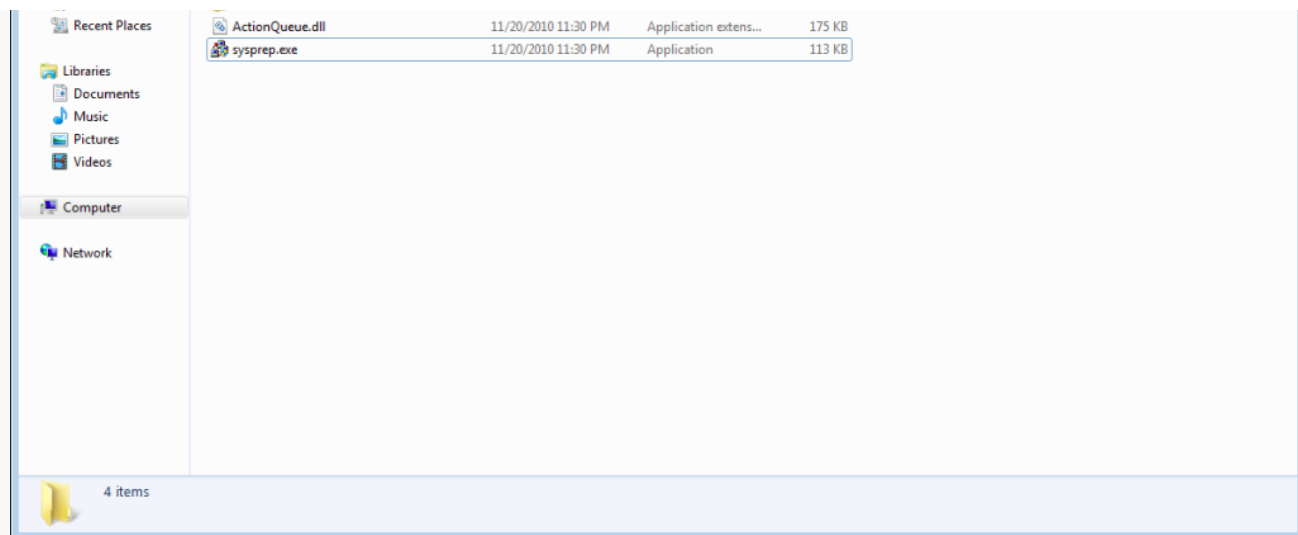 Recent Places
ActionQueue.dll 11/20/2010 11:30 PM Application extens... 175 KB
sysprep.exe 11/20/2010 11:30 PM Application 113 KB
Libraries
Documents
Music
Pictures
Videos
Computer
Network
4 items